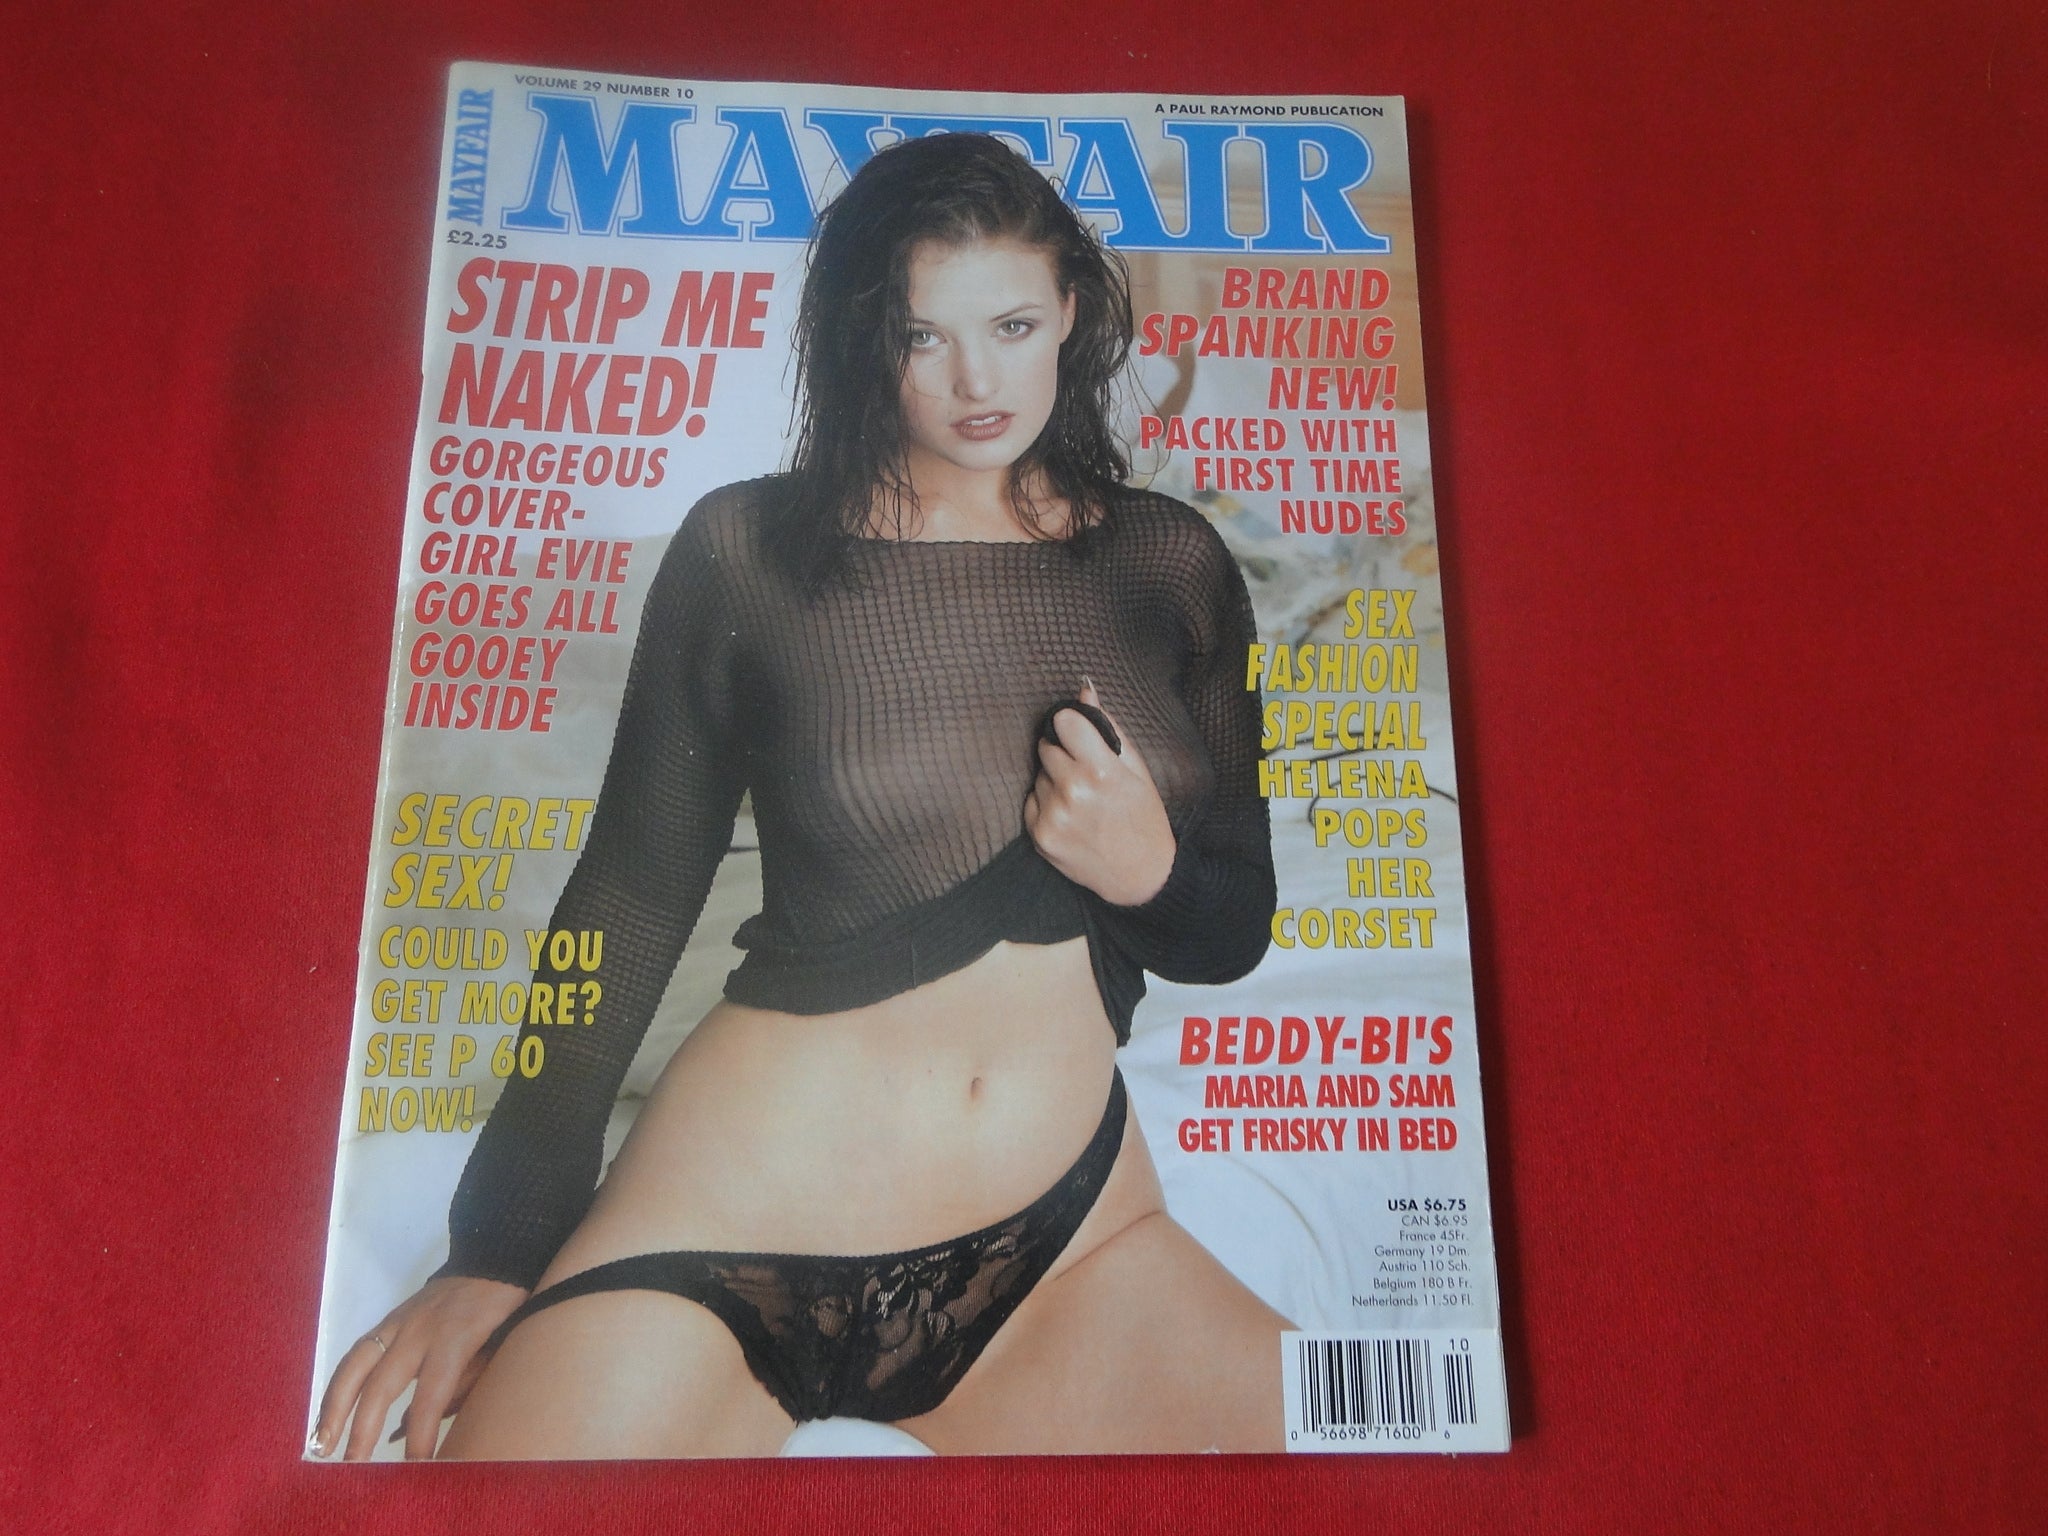 VOLUME 29 NUMBER 10
A PAUL RAYMOND PUBLICATION
MAYFAIR
MAYFAIR
£2.25
STRIP ME
NAKED!
GORGEOUS
COVER-
GIRL EVIE
GOES ALL
GOOEY
INSIDE
SECRET
SEX!
COULD YOU
GET MORE?
SEE P 60
NOW!
BRAND
SPANKING
NEW!
PACKED WITH
FIRST TIME
NUDES
SEX
FASHION
SPECIAL
HELENA
POPS
HER
CORSET
BEDDY-BI'S
MARIA AND SAM
GET FRISKY IN BED
USA $6.75
CAN $6.95
France 45Fr.
Germany 19 Dm.
Austria 110 Sch.
Belgium 180 B Fr.
Netherlands 11.50 Fl.
10
0 56698 71600 6